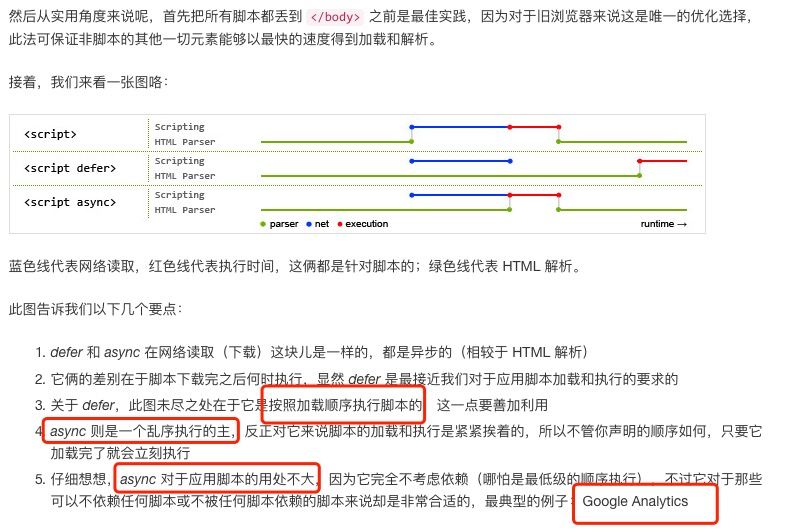 然后从实用角度来说呢，首先把所有脚本都丢到 </body> 之前是最佳实践，因为对于旧浏览器来说这是唯一的优化选择，
此法可保证非脚本的其他一切元素能够以最快的速度得到加载和解析。
接着，我们来看一张图咯：
<script>
Scripting
HTML Parser
<script defer>
Scripting
HTML Parser
<script async>
Scripting
HTML Parser
parser net execution runtime →
蓝色线代表网络读取，红色线代表执行时间，这俩都是针对脚本的；绿色线代表 HTML 解析。
此图告诉我们以下几个要点：
1. defer 和 async 在网络读取（下载）这块儿是一样的，都是异步的（相较于 HTML 解析）
2. 它俩的差别在于脚本下载完之后何时执行，显然 defer 是最接近我们对于应用脚本加载和执行的要求的
3. 关于 defer，此图未尽之处在于它是按照加载顺序执行脚本的，这一点要善加利用
4. async 则是一个乱序执行的主，反正对它来说脚本的加载和执行是紧紧挨着的，所以不管你声明的顺序如何，只要它
加载完了就会立刻执行
5. 仔细想想，async 对于应用脚本的用处不大，因为它完全不考虑依赖（哪怕是最低级的顺序执行），不过它对于那些
可以不依赖任何脚本或不被任何脚本依赖的脚本来说却是非常合适的，最典型的例子：Google Analytics